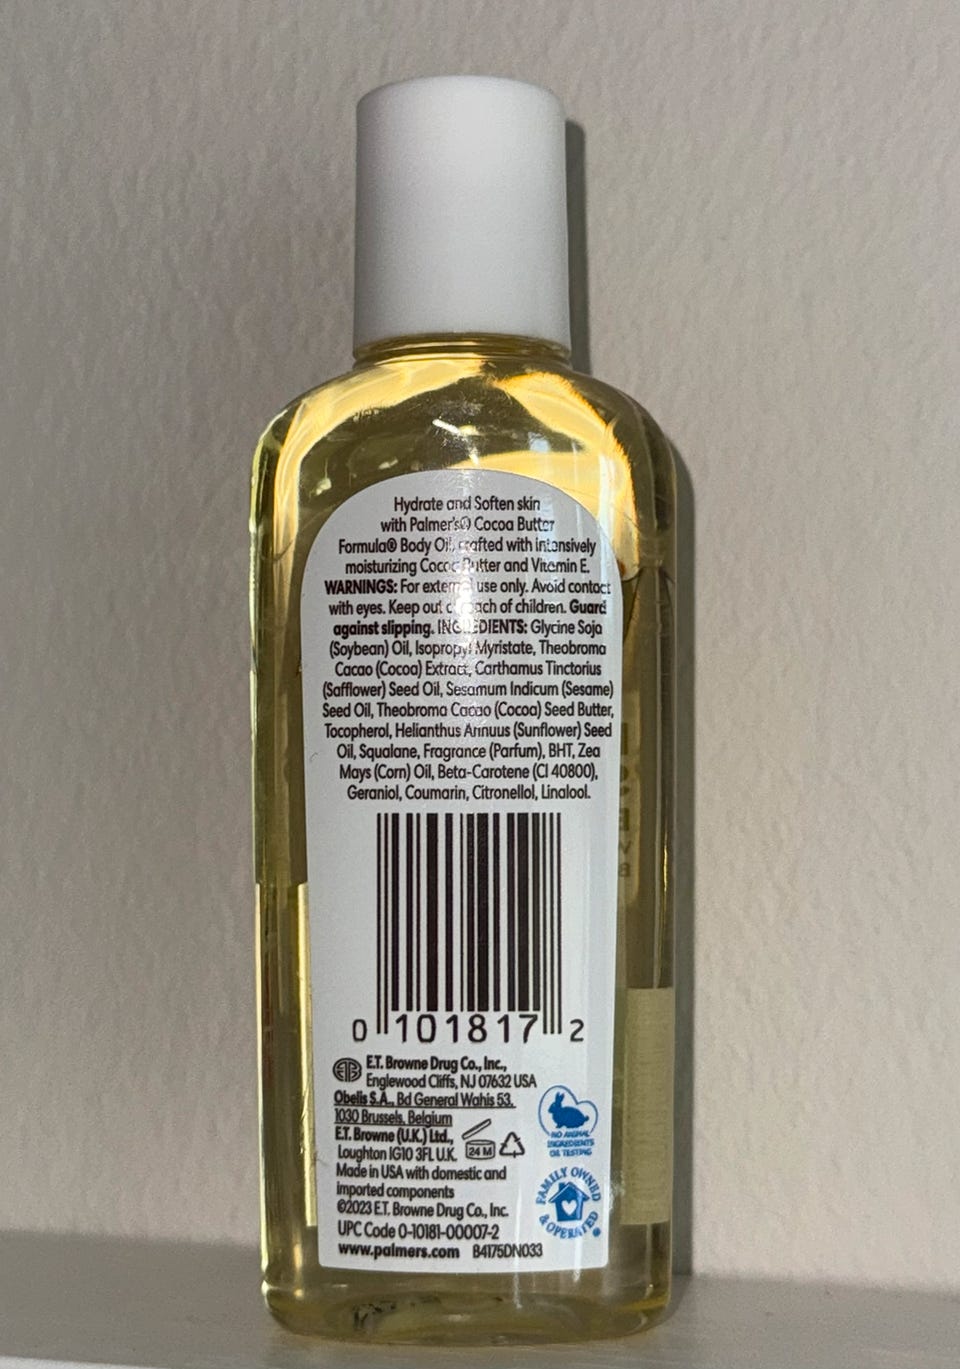 Hydrate and Soften skin
with Palmer's® Cocoa Butter
Formula® Body Oil, crafted with intensively
moisturizing Cocoa Butter and Vitamin E.
WARNINGS: For external use only. Avoid contact
with eyes. Keep out of reach of children. Guard
against slipping. INGREDIENTS: Glycine Soja
(Soybean) Oil, Isopropyl Myristate, Theobroma
Cacao (Cocoa) Extract, Carthamus Tinctorius
(Safflower) Seed Oil, Sesamum Indicum (Sesame)
Seed Oil, Theobroma Cacao (Cocoa) Seed Butter,
Tocopherol, Helianthus Annuus (Sunflower) Seed
Oil, Squalane, Fragrance (Parfum), BHT, Zea
Mays (Corn) Oil, Beta-Carotene (CI 40800),
Geraniol, Coumarin, Citronellol, Linalool.
0 101817 2
ETB
E.T. Browne Drug Co., Inc.,
Englewood Cliffs, NJ 07632 USA
Obelis S.A., Bd General Wahis 53,
1030 Brussels, Belgium
E.T. Browne (U.K.) Ltd.,
Loughton IG10 3FL U.K.
24 M
Made in USA with domestic and
imported components
©2023 E.T. Browne Drug Co., Inc.
UPC Code 0-10181-00007-2
www.palmers.com B4175DN033
NO ANIMAL
INGREDIENTS
OR TESTING
FAMILY OWNED
& OPERATED